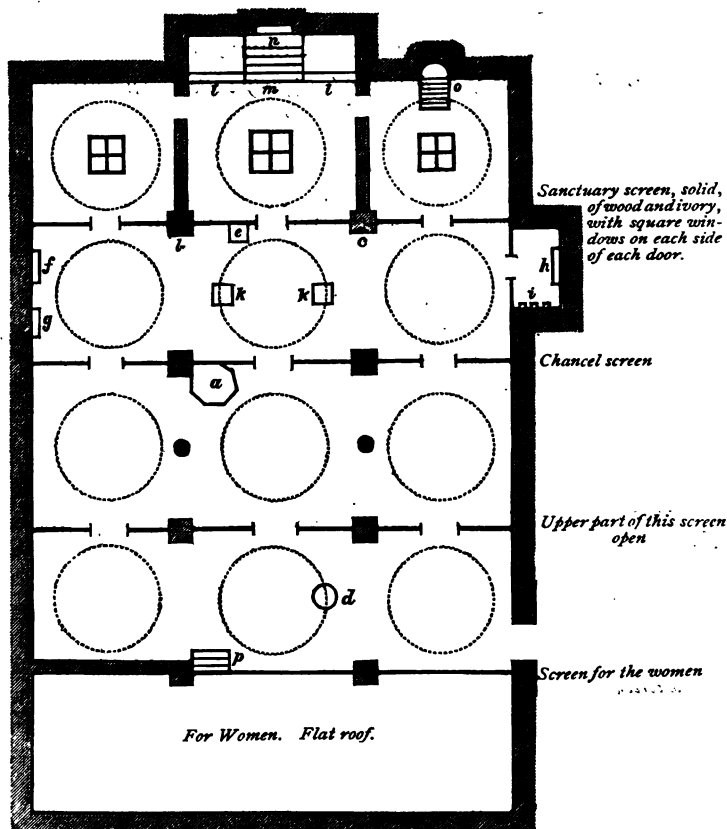 n
l m l
o
Sanctuary screen, solid,
of wood and ivory,
with square win-
dows on each side
of each door.
b
e
c
f
h
k k
i
g
Chancel screen
a
Upper part of this screen
open
d
p
Screen for the women
For Women. Flat roof.